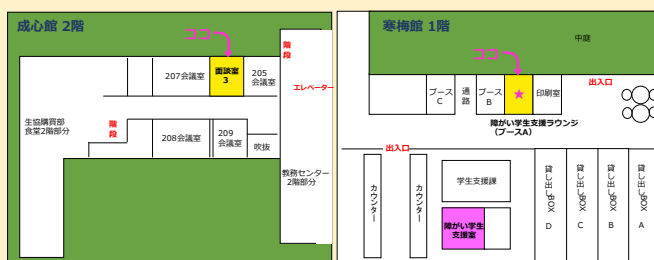 成心館 2階
ココ
階
段
207会議室
面談室
3
205
会議室
エレベーター
生協購買部
食堂2階部分
階
段
208会議室
209
会議室
吹抜
教務センター
2階部分
寒梅館 1階
中庭
ココ
出入口
ブース
C
通
路
ブース
B
★
印刷室
障がい学生支援ラウンジ
(ブースA)
出入口
カウンター
カウンター
学生支援課
障がい学生
支援室
貸し出しBOX D
貸し出しBOX C
貸し出しBOX B
貸し出しBOX A